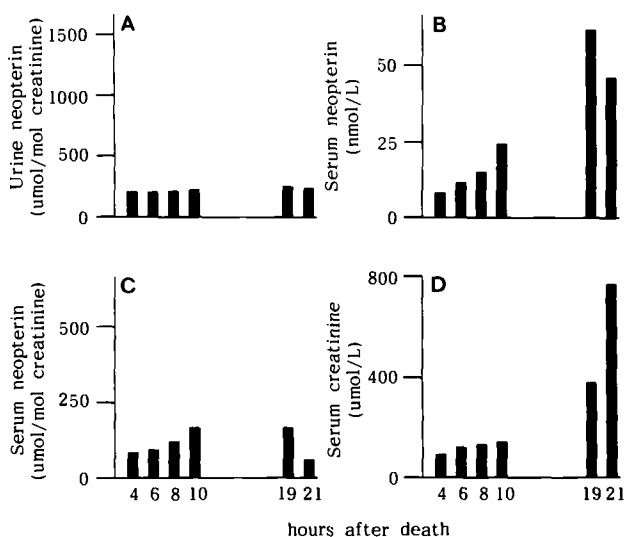 A
Urine neopterin
(umol/mol creatinine)
1500
1000
500
0
B
Serum neopterin
(nmol/L)
50
25
0
C
Serum neopterin
(umol/mol creatinine)
500
250
0
4 6 8 10 19 21
D
Serum creatinine
(umol/L)
800
400
0
4 6 8 10 19 21
hours after death